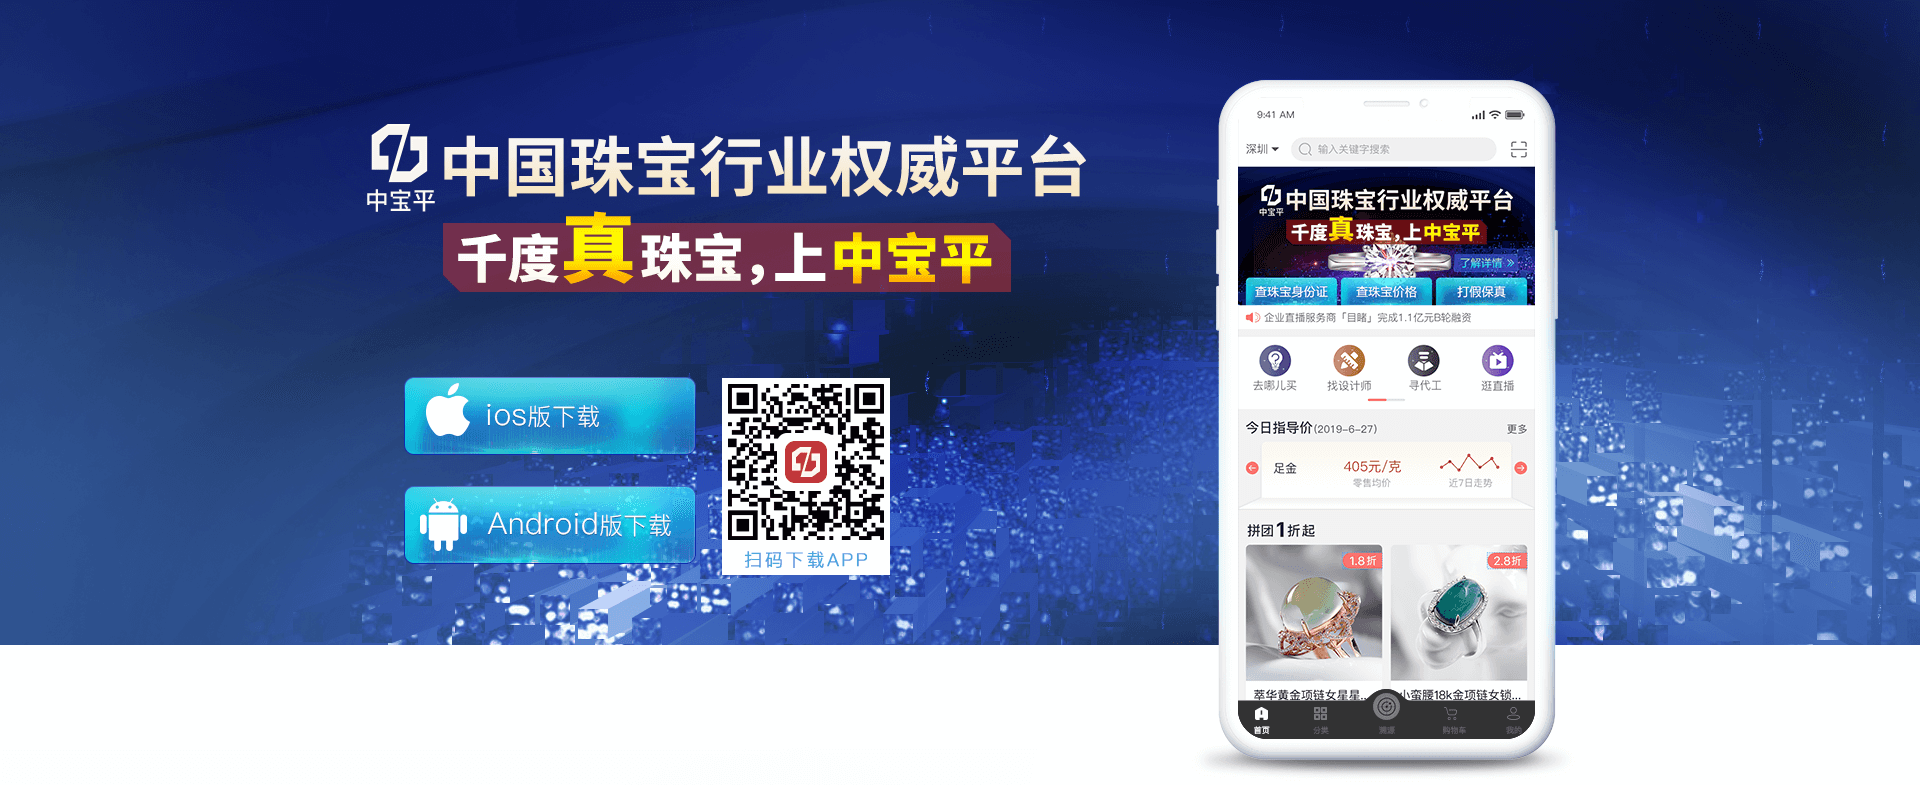 中宝平
中国珠宝行业权威平台
千度真珠宝,上中宝平
ios版下载
Android版下载
扫码下载APP
9:41 AM
深圳
输入关键字搜索
中宝平
中国珠宝行业权威平台
千度真珠宝,上中宝平
了解详情 »
查珠宝身份证
查珠宝价格
打假保真
企业直播服务商「目睹」完成1.1亿元B轮融资
去哪儿买
找设计师
寻代工
逛直播
今日指导价(2019-6-27)
更多
足金
405元/克
零售均价
近7日走势
拼团1折起
1.8折
2.8折
萃华黄金项链女星星...
小蛮腰18k金项链女锁...
首页
分类
溯源
购物车
我的